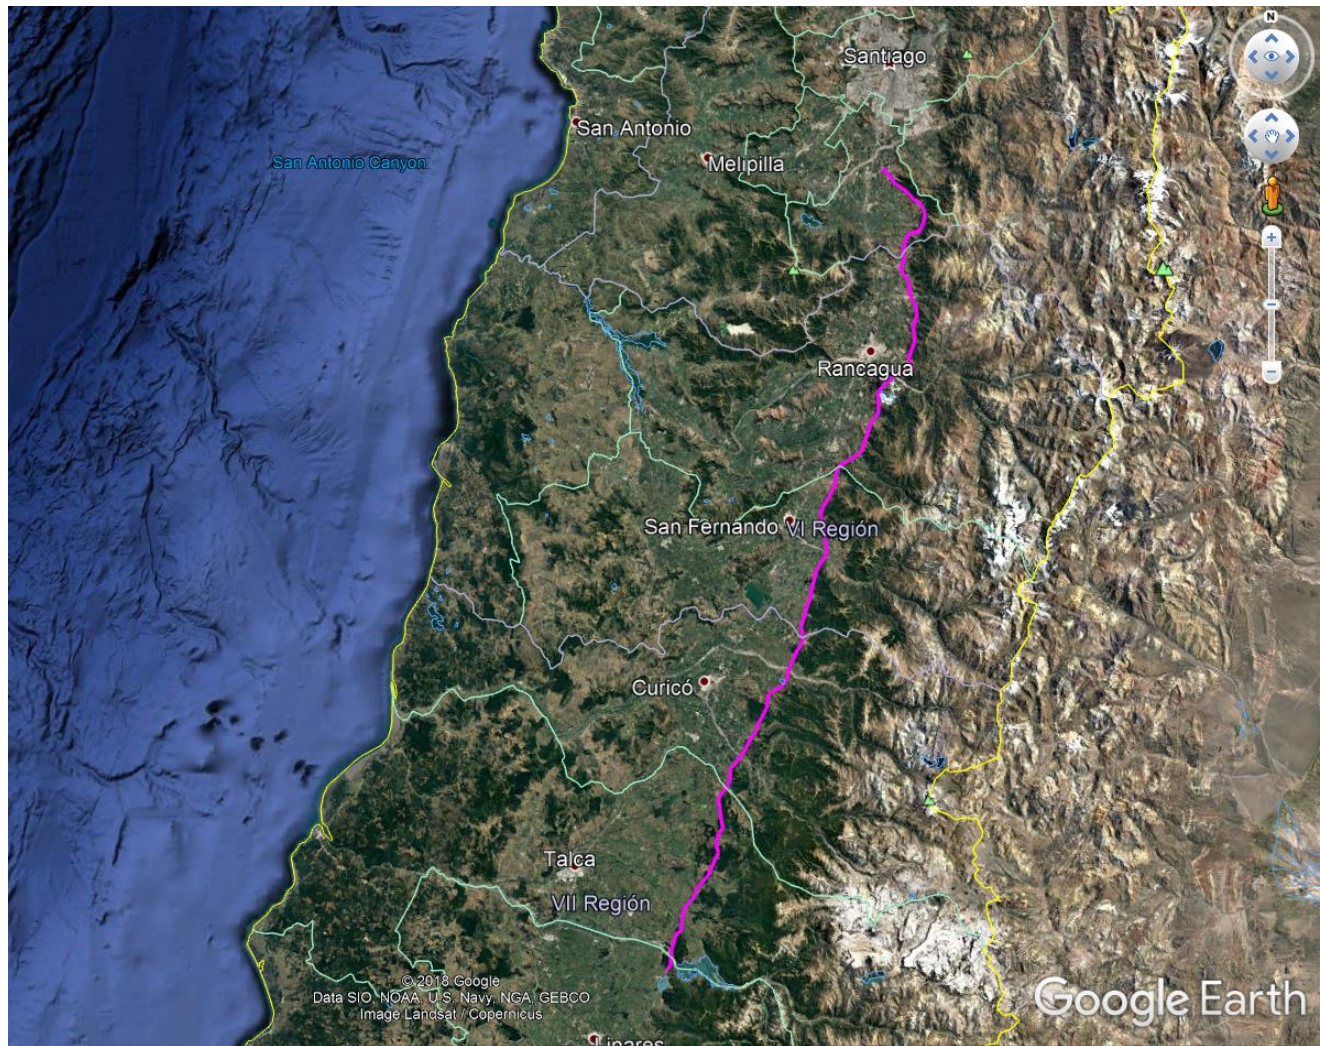 N
Santiago
San Antonio
San Antonio Canyon
Melipilla
Rancagua
San Fernando
VI Región
Curicó
Talca
VII Región
© 2018 Google
Data SIO, NOAA, U.S. Navy, NGA, GEBCO
Image Landsat / Copernicus
Google Earth
Linares